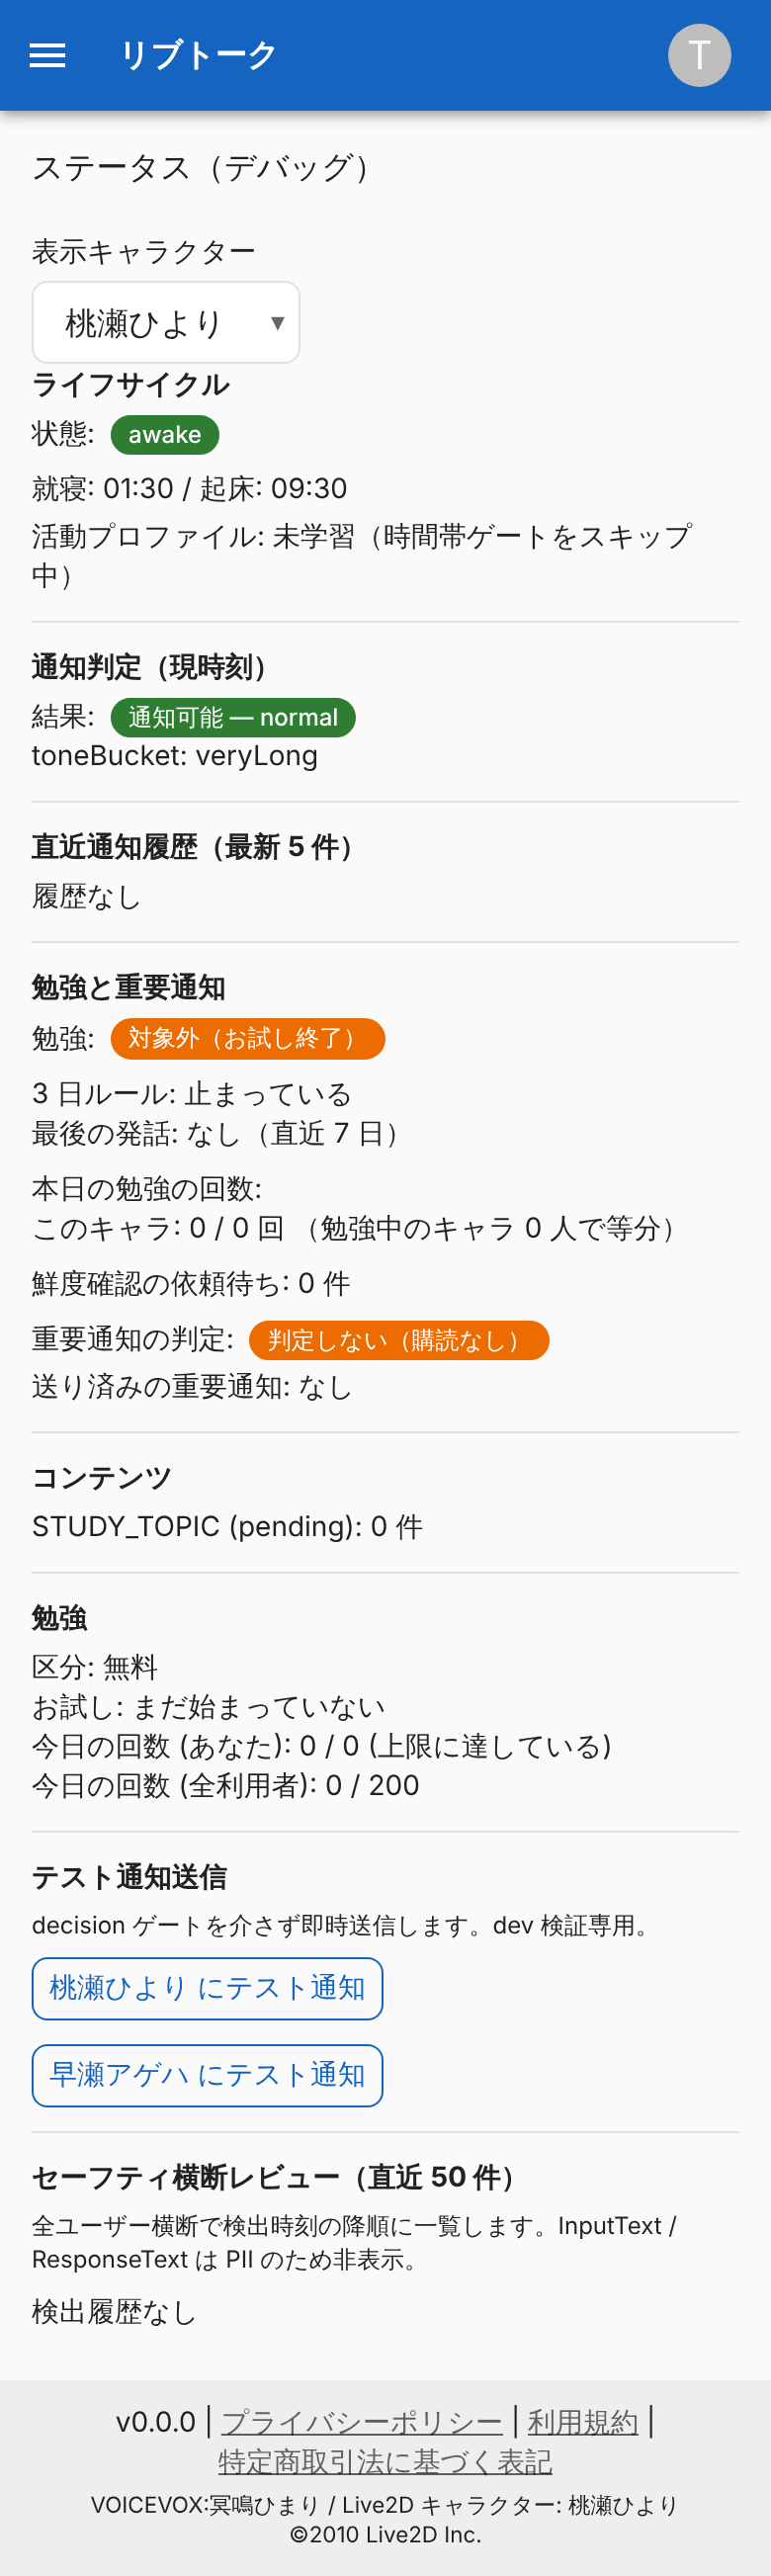 リブトーク
T
ステータス（デバッグ）
表示キャラクター
桃瀬ひより
ライフサイクル
状態: awake
就寝: 01:30 / 起床: 09:30
活動プロファイル: 未学習（時間帯ゲートをスキップ
中）
通知判定（現時刻）
結果: 通知可能 — normal
toneBucket: veryLong
直近通知履歴（最新 5 件）
履歴なし
勉強と重要通知
勉強: 対象外（お試し終了）
3 日ルール: 止まっている
最後の発話: なし（直近 7 日）
本日の勉強の回数:
このキャラ: 0 / 0 回 （勉強中のキャラ 0 人で等分）
鮮度確認の依頼待ち: 0 件
重要通知の判定: 判定しない（購読なし）
送り済みの重要通知: なし
コンテンツ
STUDY_TOPIC (pending): 0 件
勉強
区分: 無料
お試し: まだ始まっていない
今日の回数 (あなた): 0 / 0 (上限に達している)
今日の回数 (全利用者): 0 / 200
テスト通知送信
decision ゲートを介さず即時送信します。dev 検証専用。
桃瀬ひより にテスト通知
早瀬アゲハ にテスト通知
セーフティ横断レビュー（直近 50 件）
全ユーザー横断で検出時刻の降順に一覧します。InputText /
ResponseText は PII のため非表示。
検出履歴なし
v0.0.0 | プライバシーポリシー | 利用規約 |
特定商取引法に基づく表記
VOICEVOX:冥鳴ひまり / Live2D キャラクター: 桃瀬ひより
©2010 Live2D Inc.